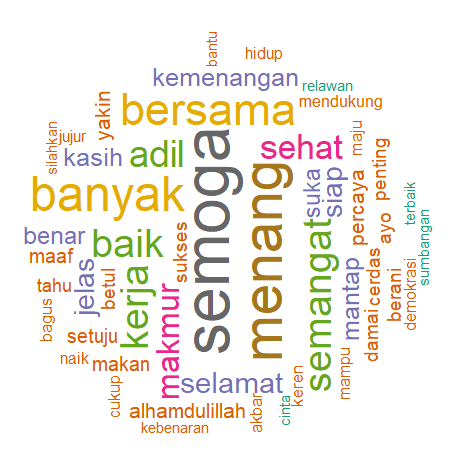 bantu
hidup
kemenangan
relawan
mendukung
bersama
yakin
silahkan
jujur
kasih
adil
sehat
maju
penting
suka
siap
percaya
ayo
terbaik
sumbangan
banyak
semoga
menang
benar
baik
maaf
jelas
betul
sukses
tahu
kerja
makmur
semangat
mantap
damai
cerdas
berani
demokrasi
bagus
setuju
naik
makan
selamat
keren
mampu
cukup
alhamdulillah
kebenaran
akbar
cinta